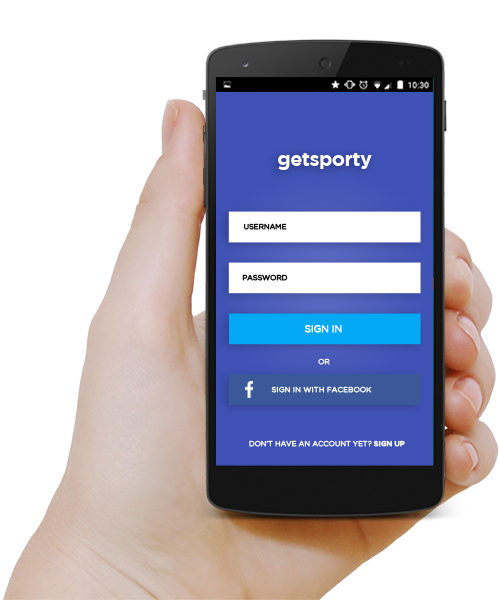 10:30
getsporty
USERNAME
PASSWORD
SIGN IN
OR
f SIGN IN WITH FACEBOOK
DON'T HAVE AN ACCOUNT YET? SIGN UP